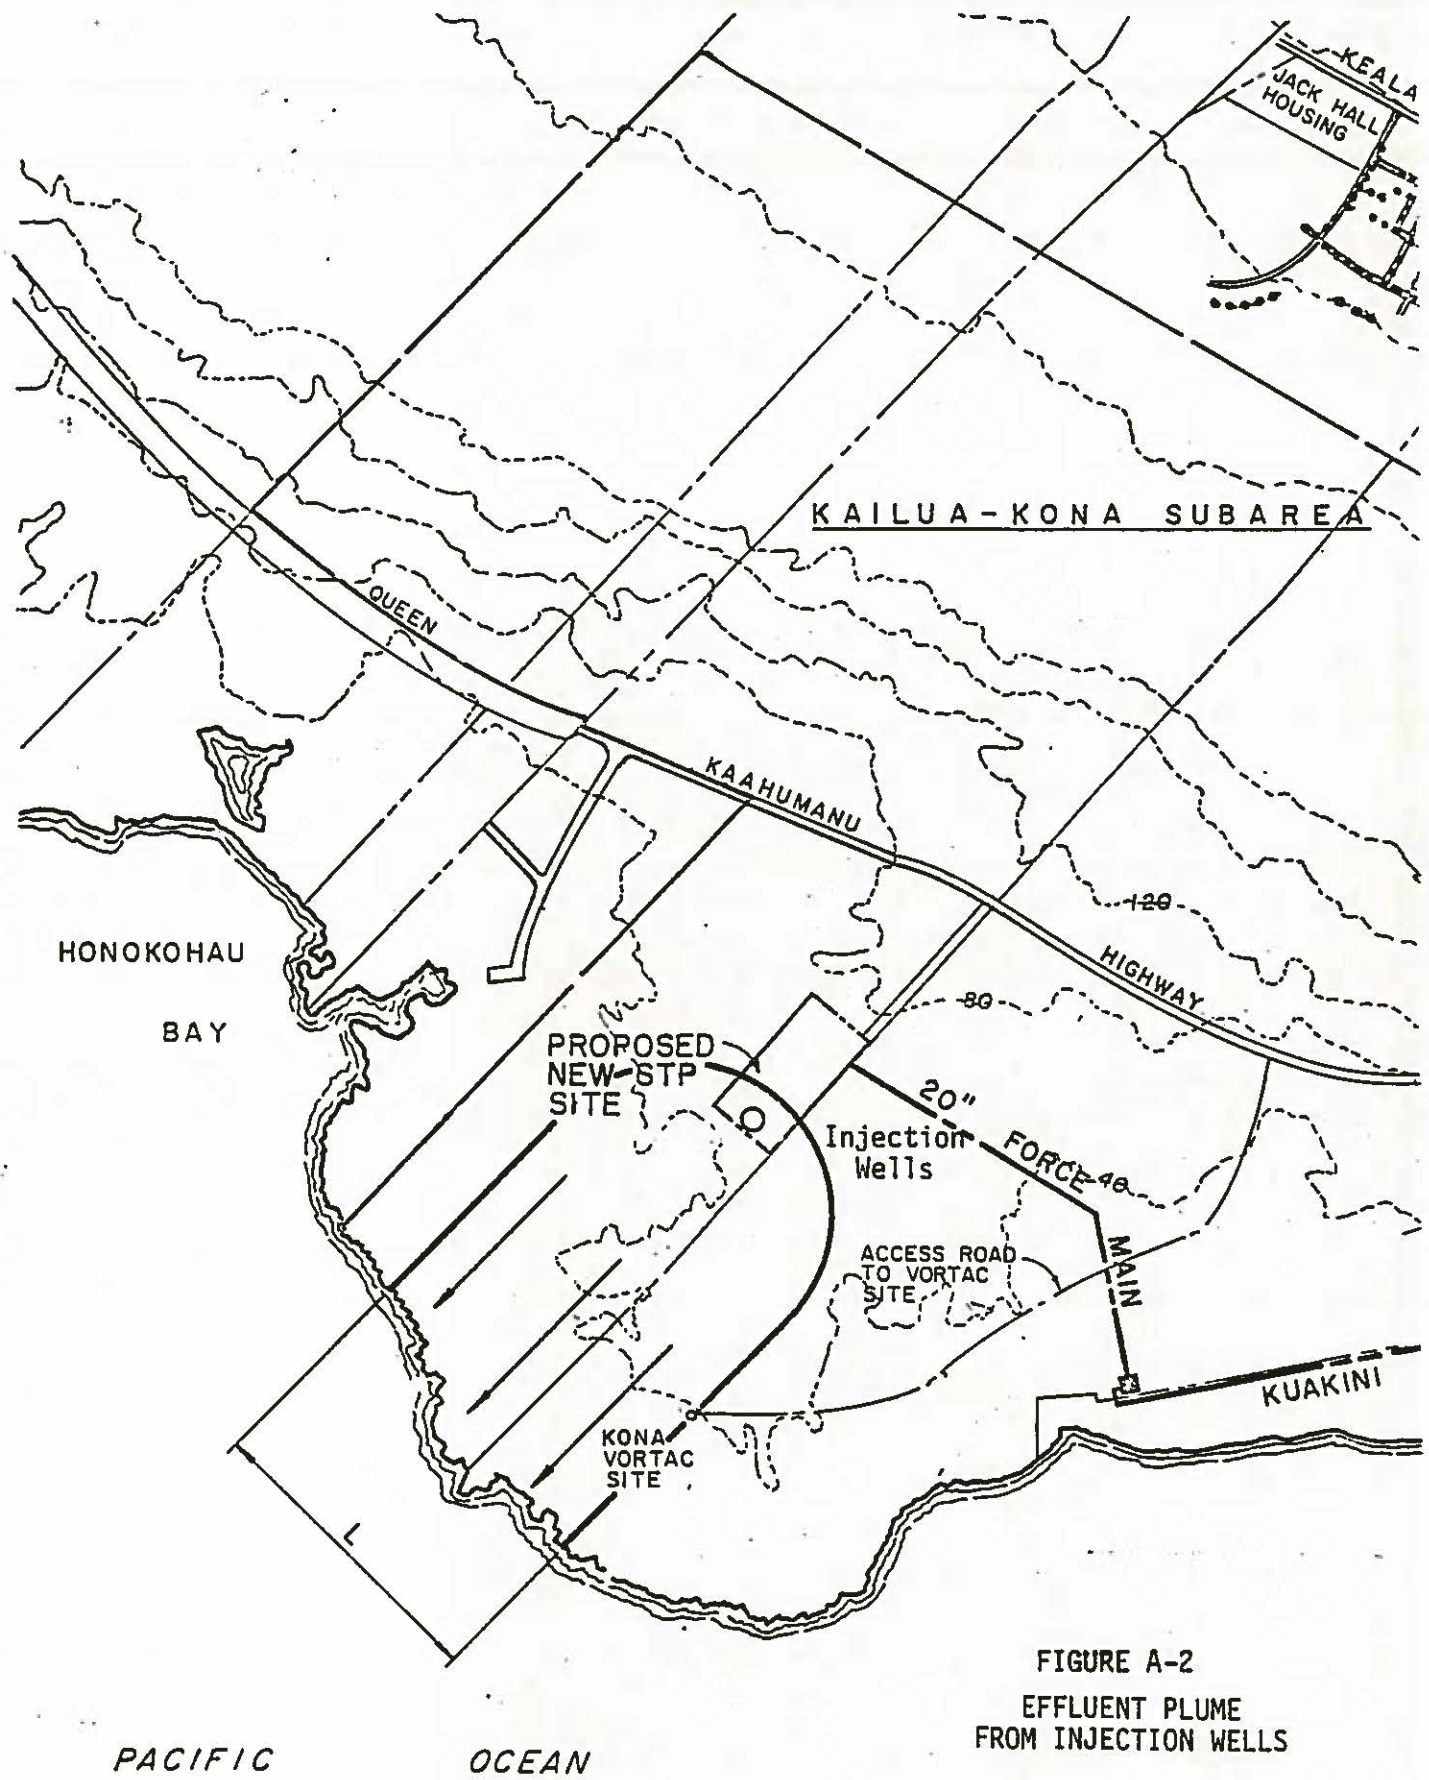 KEALA
JACK HALL
HOUSING
KAILUA-KONA SUBAREA
QUEEN
KAAHUMANU
HIGHWAY
120
80
HONOKOHAU
BAY
PROPOSED
NEW STP
SITE
20"
FORCE
MAIN
Injection
Wells
40
ACCESS ROAD
TO VORTAC
SITE
KUAKINI
KONA
VORTAC
SITE
L
FIGURE A-2
EFFLUENT PLUME
FROM INJECTION WELLS
PACIFIC OCEAN